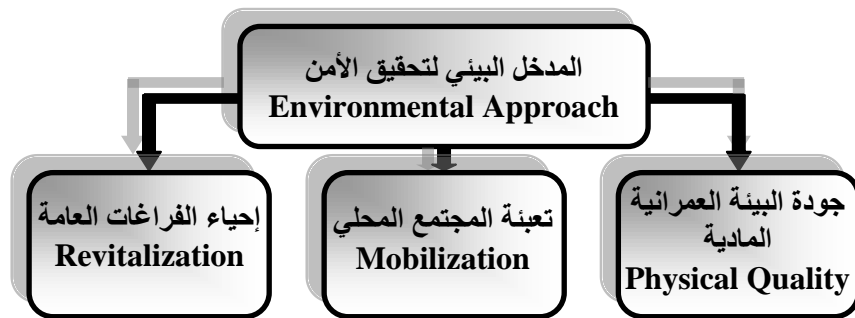 المدخل البيئي لتحقيق الأمن
Environmental Approach
جودة البيئة العمرانية
المادية
Physical Quality
تعبئة المجتمع المحلي
Mobilization
إحياء الفراغات العامة
Revitalization